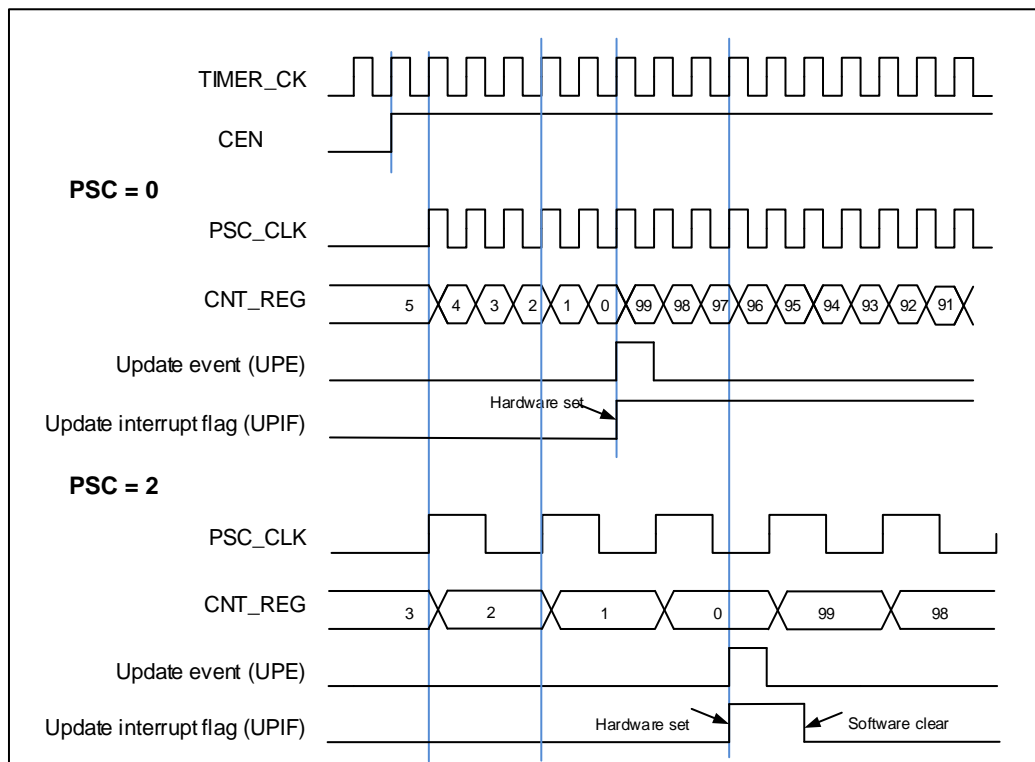 TIMER_CK
CEN
PSC = 0
PSC_CLK
CNT_REG 5 4 3 2 1 0 99 98 97 96 95 94 93 92 91
Update event (UPE)
Hardware set
Update interrupt flag (UPIF)
PSC = 2
PSC_CLK
CNT_REG 3 2 1 0 99 98
Update event (UPE)
Update interrupt flag (UPIF) Hardware set Software clear